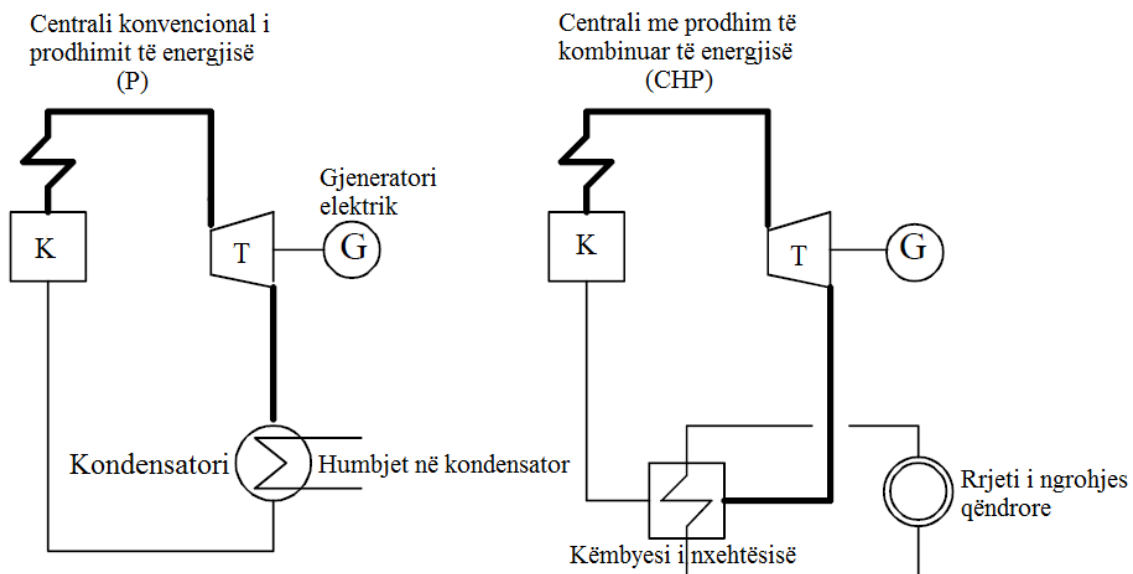 Centrali konvencional i
prodhimit të energjisë
(P)
K
T
Gjeneratori
elektrik
G
Kondensatori
Humbjet në kondensator
Centrali me prodhim të
kombinuar të energjisë
(CHP)
K
T
G
Këmbyesi i nxehtësisë
Rrjeti i ngrohjes
qëndrore